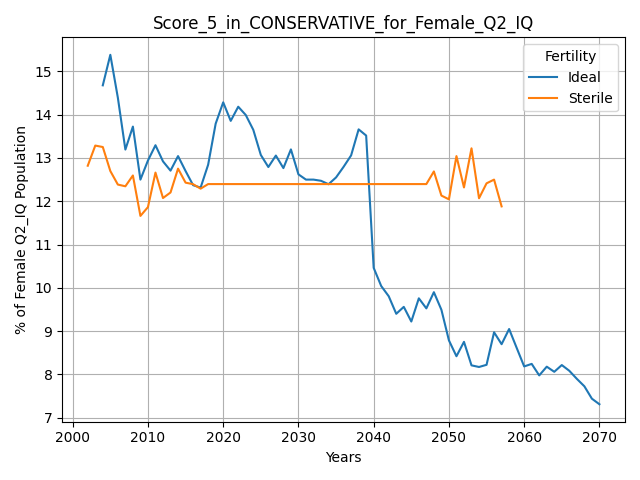 Score_5_in_CONSERVATIVE_for_Female_Q2_IQ
Fertility
Ideal
Sterile
% of Female Q2_IQ Population
15
14
13
12
11
10
9
8
7
2000 2010 2020 2030 2040 2050 2060 2070
Years